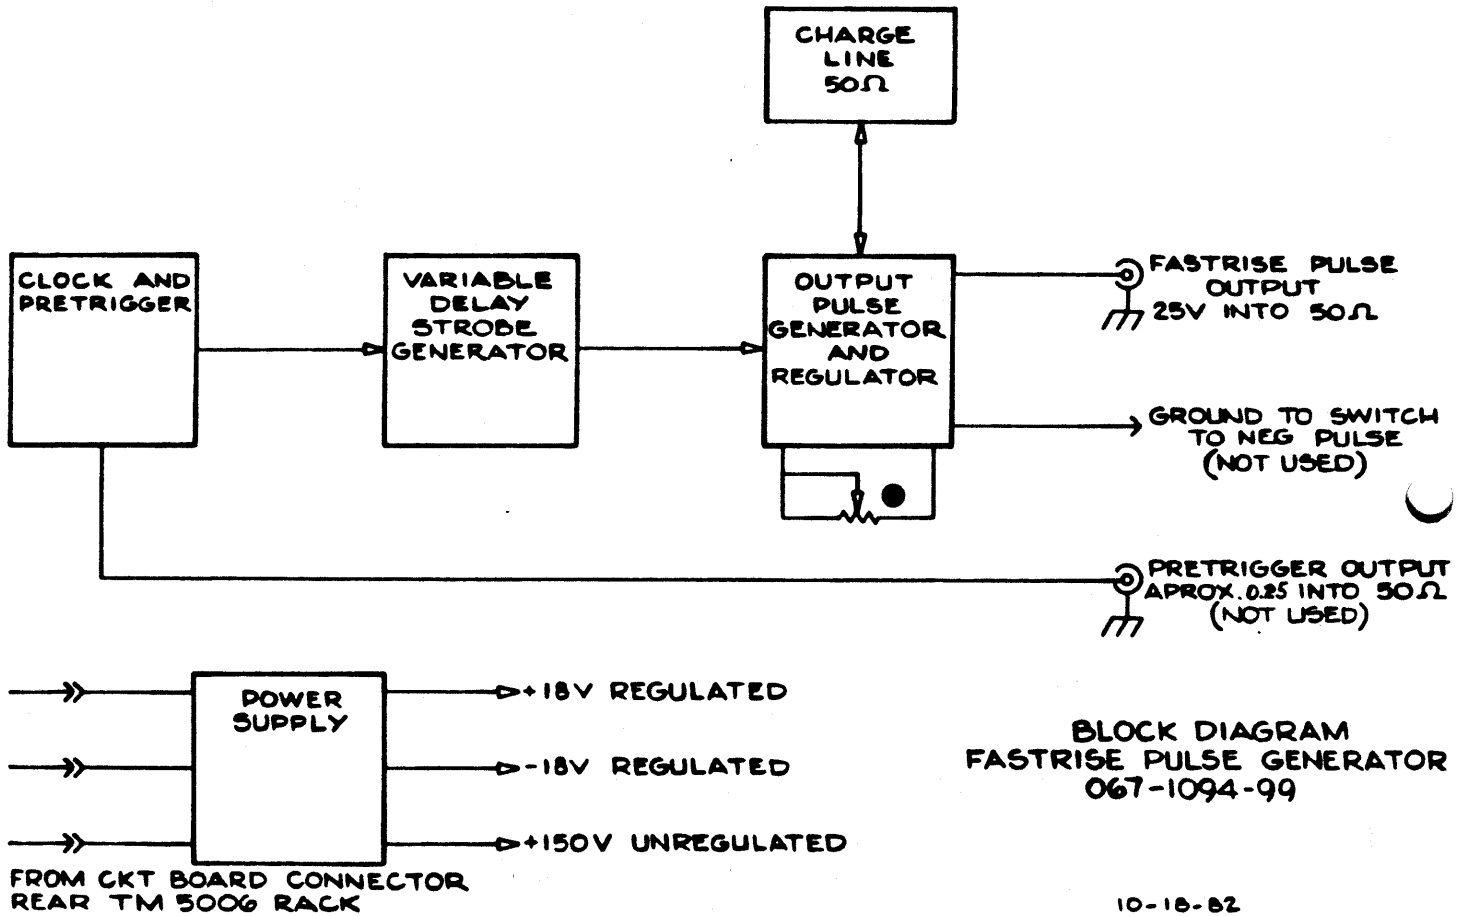 CHARGE
LINE
50Ω
CLOCK AND
PRETRIGGER
VARIABLE
DELAY
STROBE
GENERATOR
OUTPUT
PULSE
GENERATOR
AND
REGULATOR
FASTRISE PULSE
OUTPUT
25V INTO 50Ω
GROUND TO SWITCH
TO NEG PULSE
(NOT USED)
PRETRIGGER OUTPUT
APROX. 0.25 INTO 50Ω
(NOT USED)
POWER
SUPPLY
+18V REGULATED
-18V REGULATED
+150V UNREGULATED
FROM CKT BOARD CONNECTOR
REAR TM 5006 RACK
BLOCK DIAGRAM
FASTRISE PULSE GENERATOR
067-1094-99
10-18-82